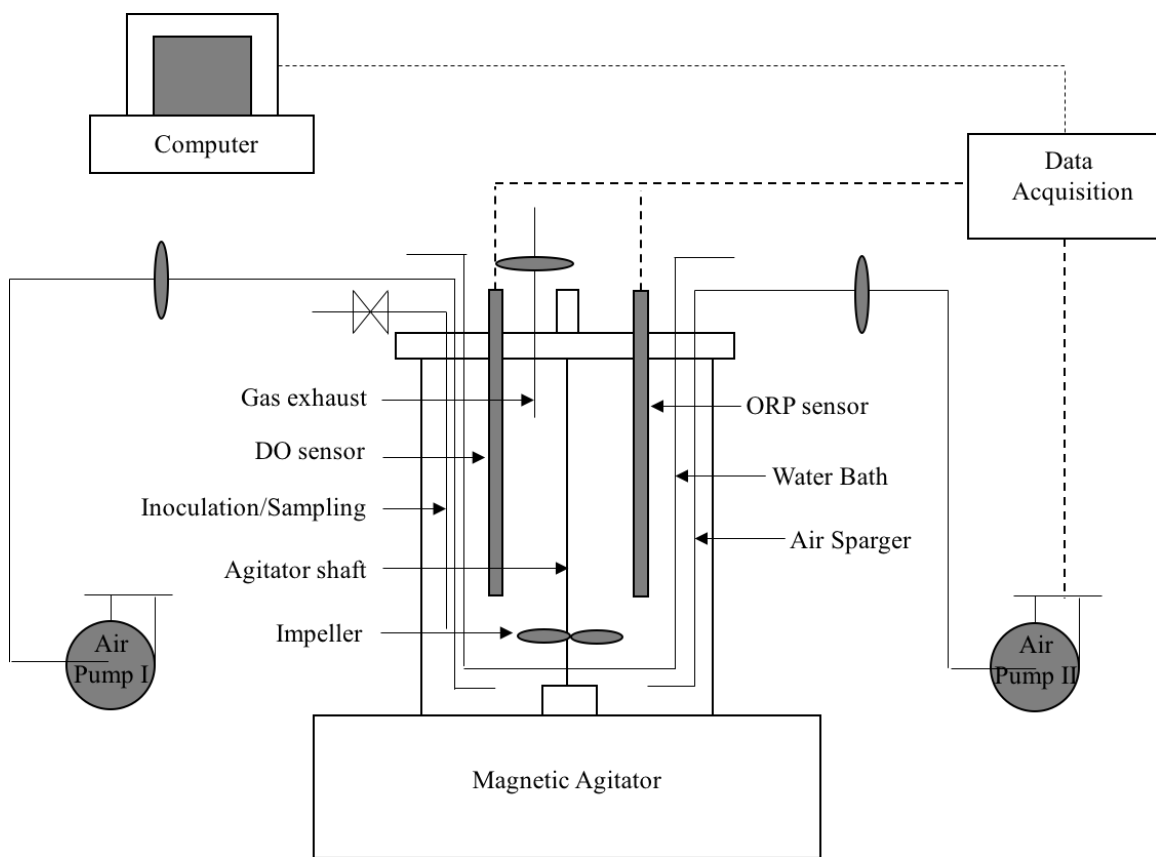 Computer
Data
Acquisition
Gas exhaust
ORP sensor
DO sensor
Water Bath
Inoculation/Sampling
Air Sparger
Agitator shaft
Impeller
Air
Pump I
Air
Pump II
Magnetic Agitator